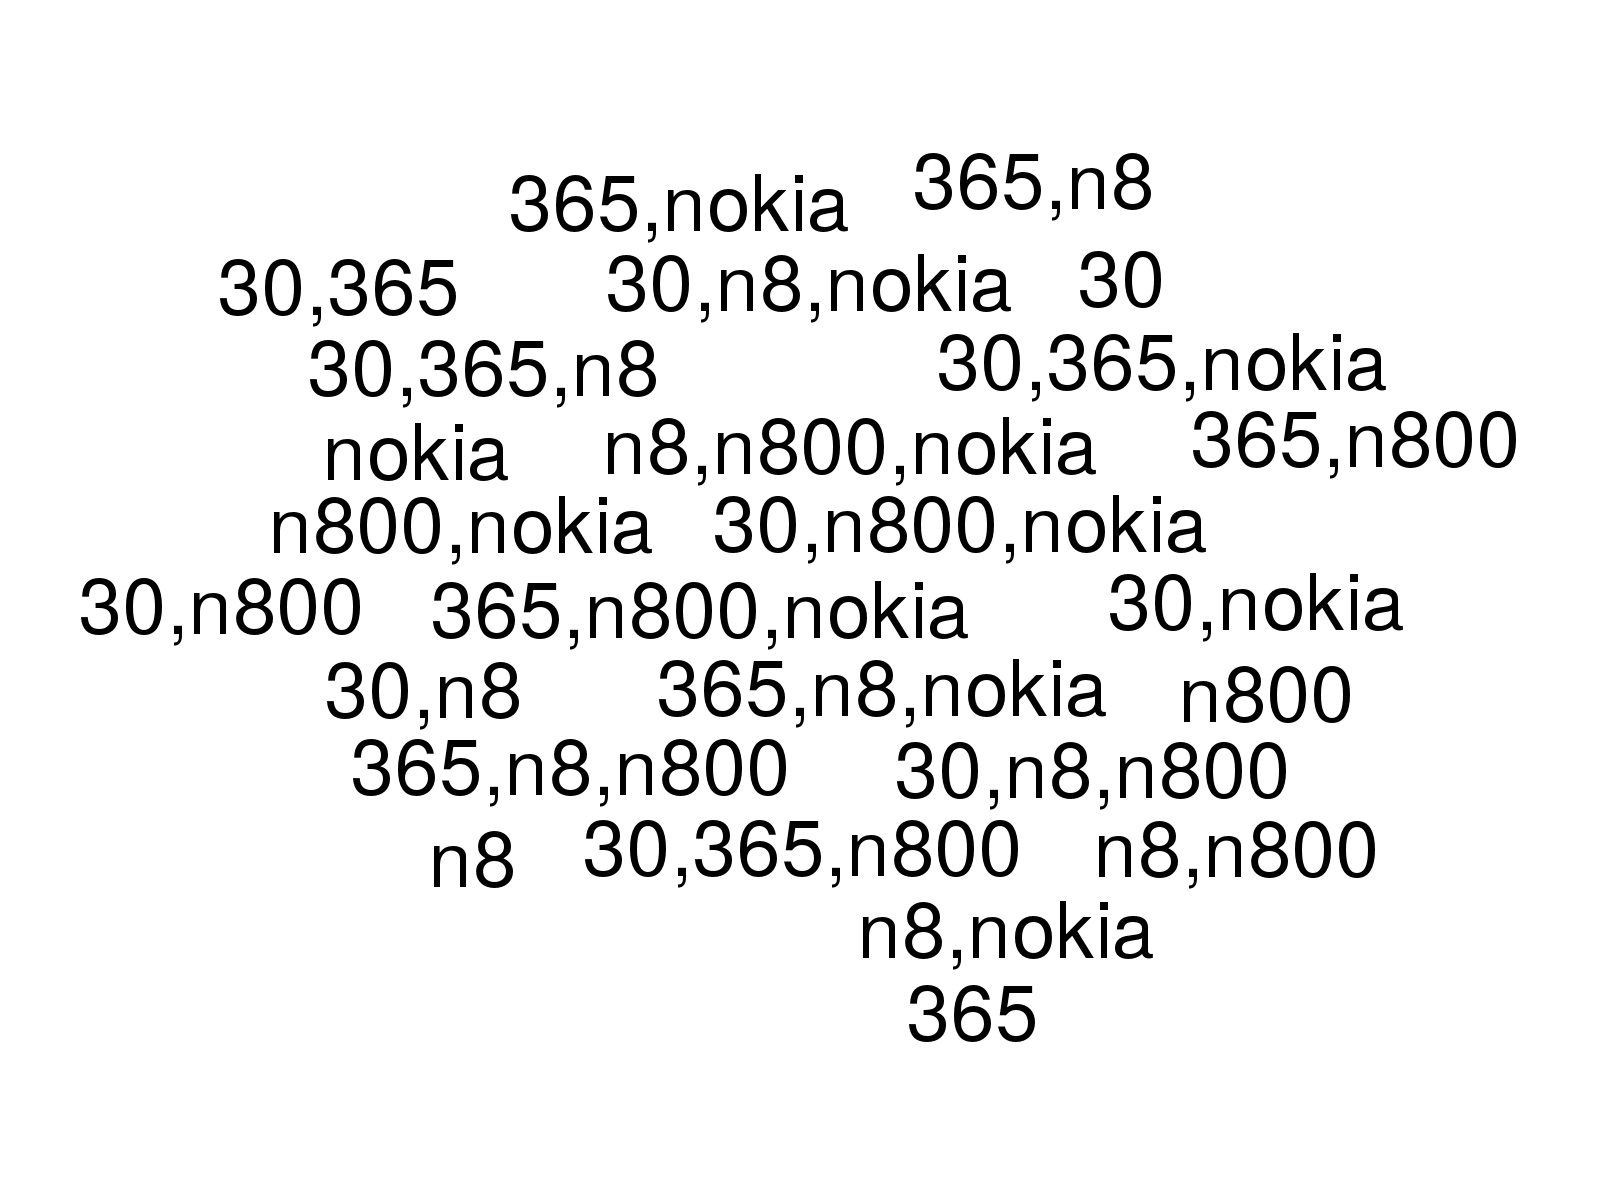 365,nokia 365,n8
30,365 30,n8,nokia 30
30,365,n8 30,365,nokia
nokia n8,n800,nokia 365,n800
n800,nokia 30,n800,nokia
30,n800 365,n800,nokia 30,nokia
30,n8 365,n8,nokia n800
365,n8,n800 30,n8,n800
n8 30,365,n800 n8,n800
n8,nokia
365